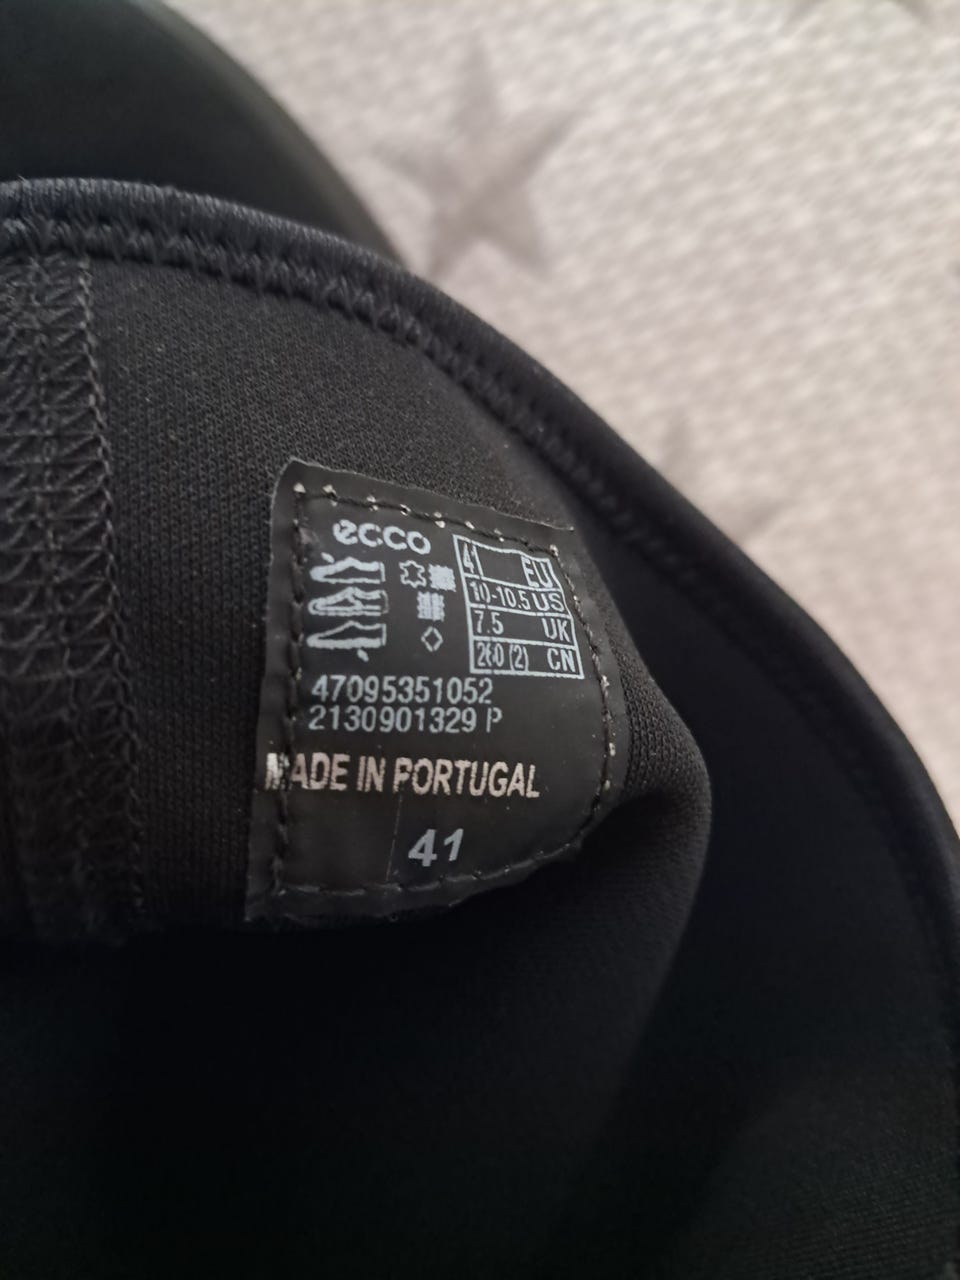 ecco
41 EU
10-10.5 US
7.5 UK
260 (2) CN
47095351052
2130901329 P
MADE IN PORTUGAL
41